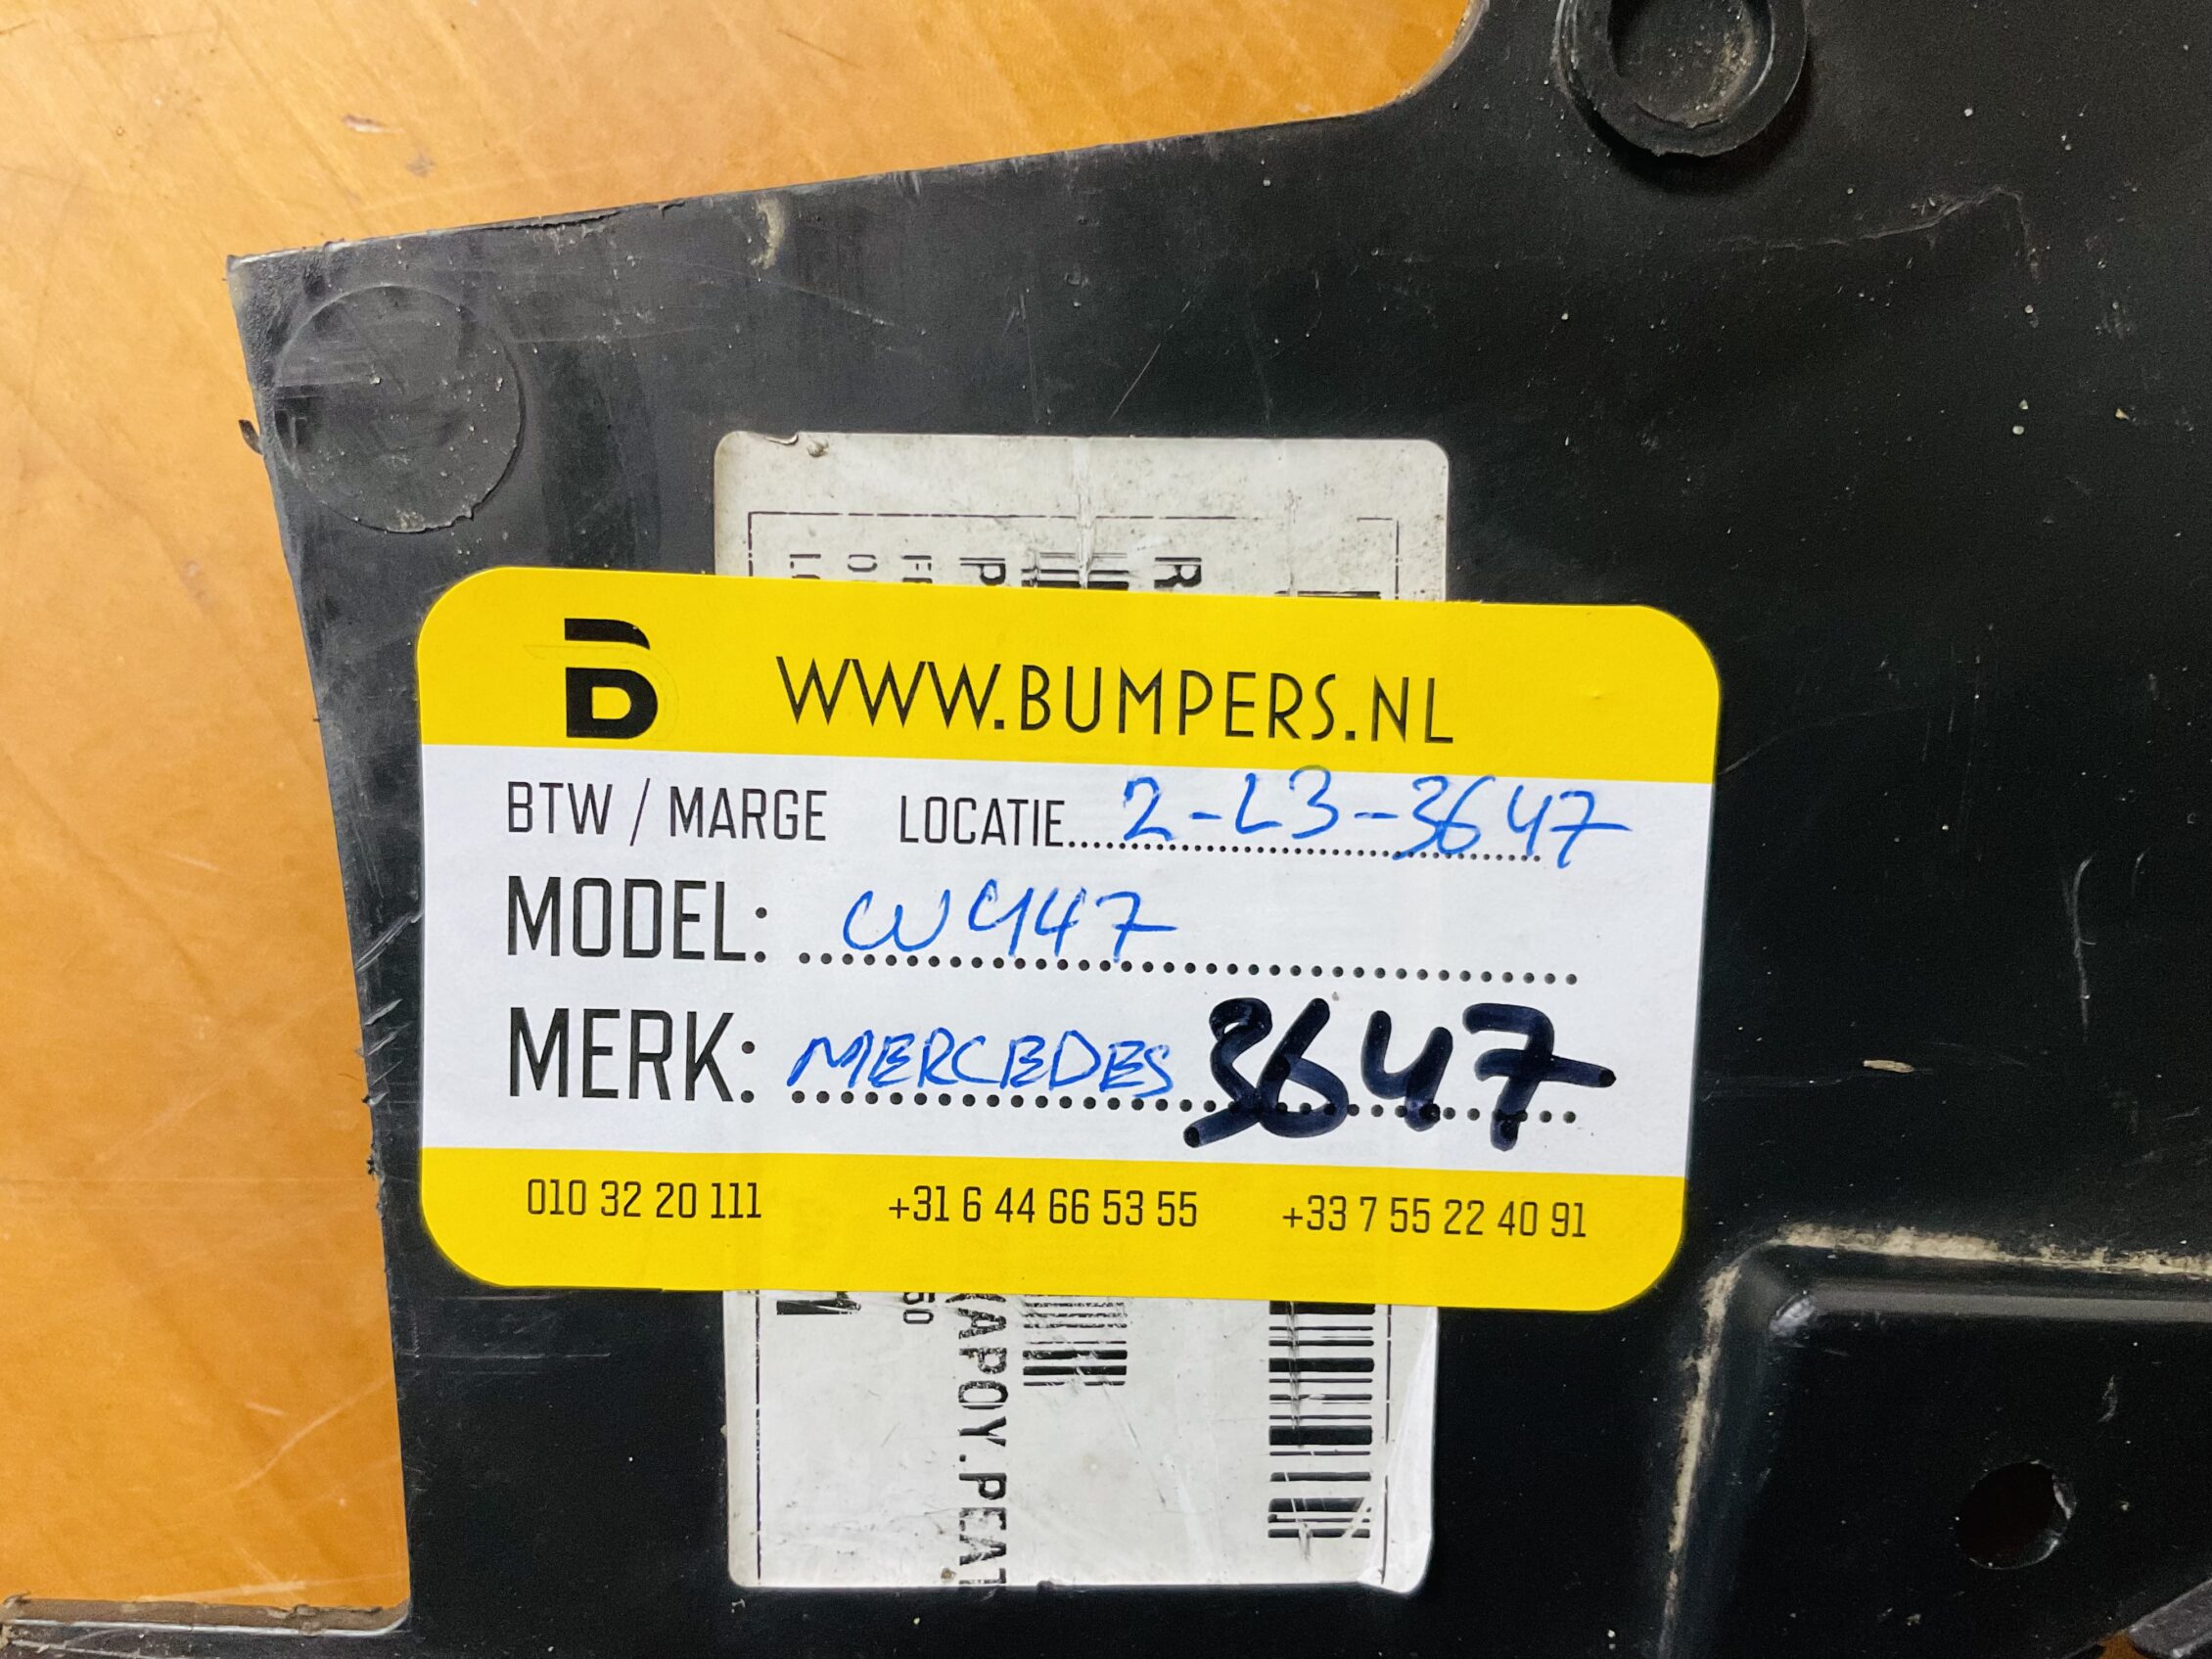 B WWW.BUMPERS.NL
BTW / MARGE LOCATIE 2-L3-3647
MODEL: W447
MERK: MERCEDES 3647
010 32 20 111 +31 6 44 66 53 55 +33 7 55 22 40 91